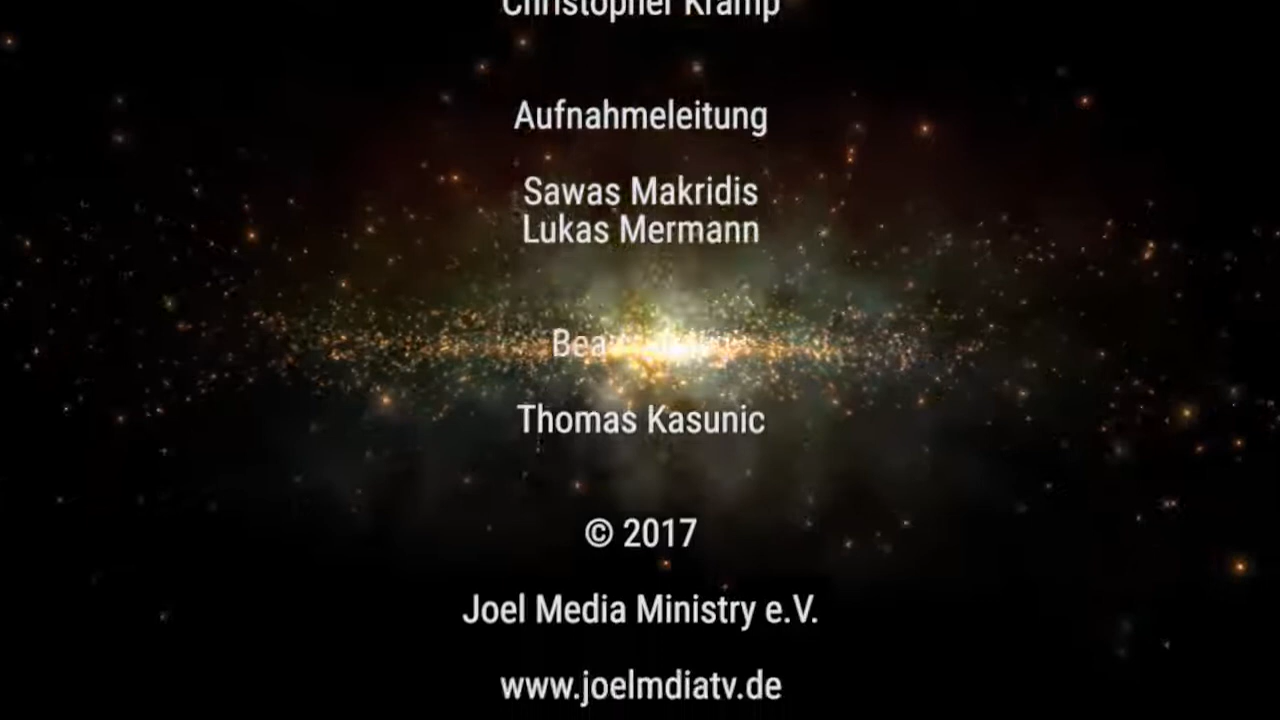 Christopher Kramp
Aufnahmeleitung
Sawas Makridis
Lukas Mermann
Thomas Kasunic
© 2017
Joel Media Ministry e.V.
www.joelmdiatv.de